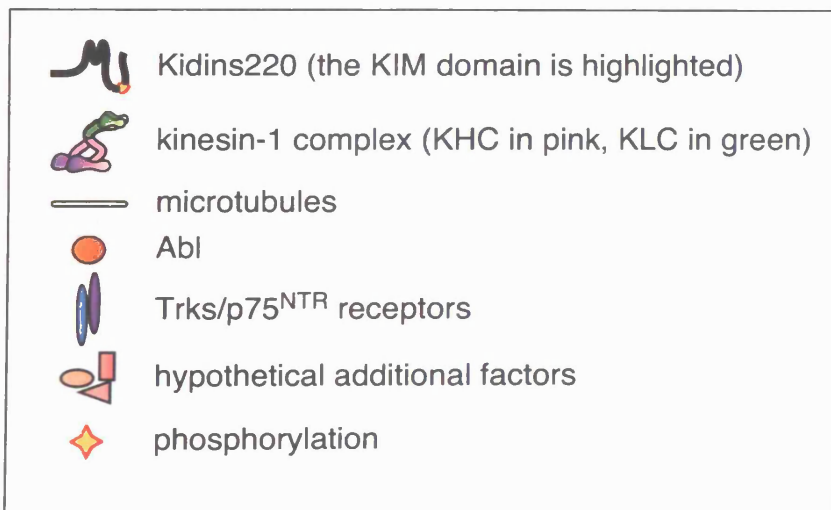 Kidins220 (the KIM domain is highlighted)
kinesin-1 complex (KHC in pink, KLC in green)
microtubules
Abl
Trks/p75NTR receptors
hypothetical additional factors
phosphorylation